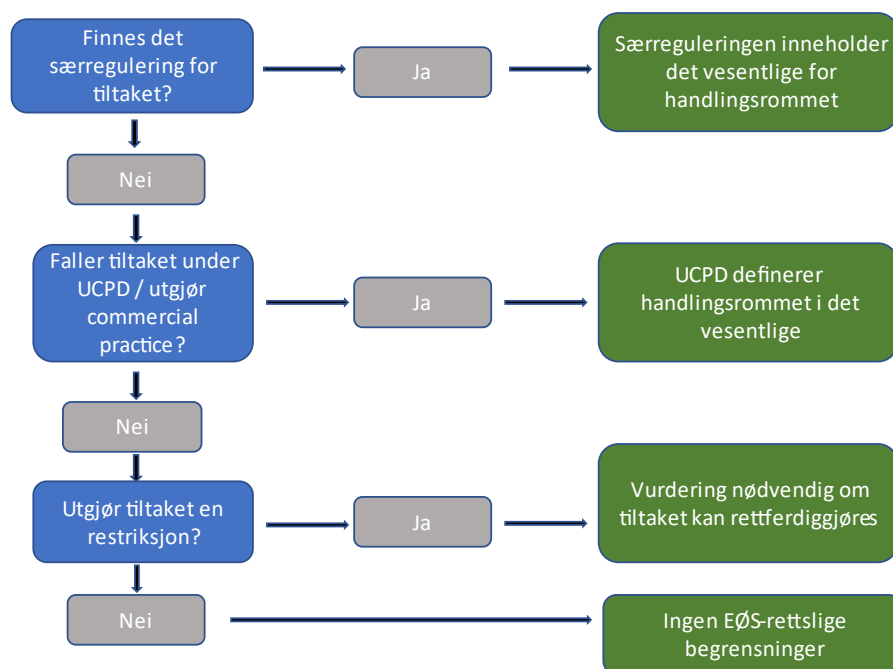 Finnes det
særregulering for
tiltaket?
Ja
Særreguleringen inneholder
det vesentlige for
handlingsrommet
Nei
Faller tiltaket under
UCPD / utgjør
commercial
practice?
Ja
UCPD definerer
handlingsrommet i det
vesentlige
Nei
Utgjør tiltaket en
restriksjon?
Ja
Vurdering nødvendig om
tiltaket kan rettferdiggjøres
Nei
Ingen EØS-rettslige
begrensninger